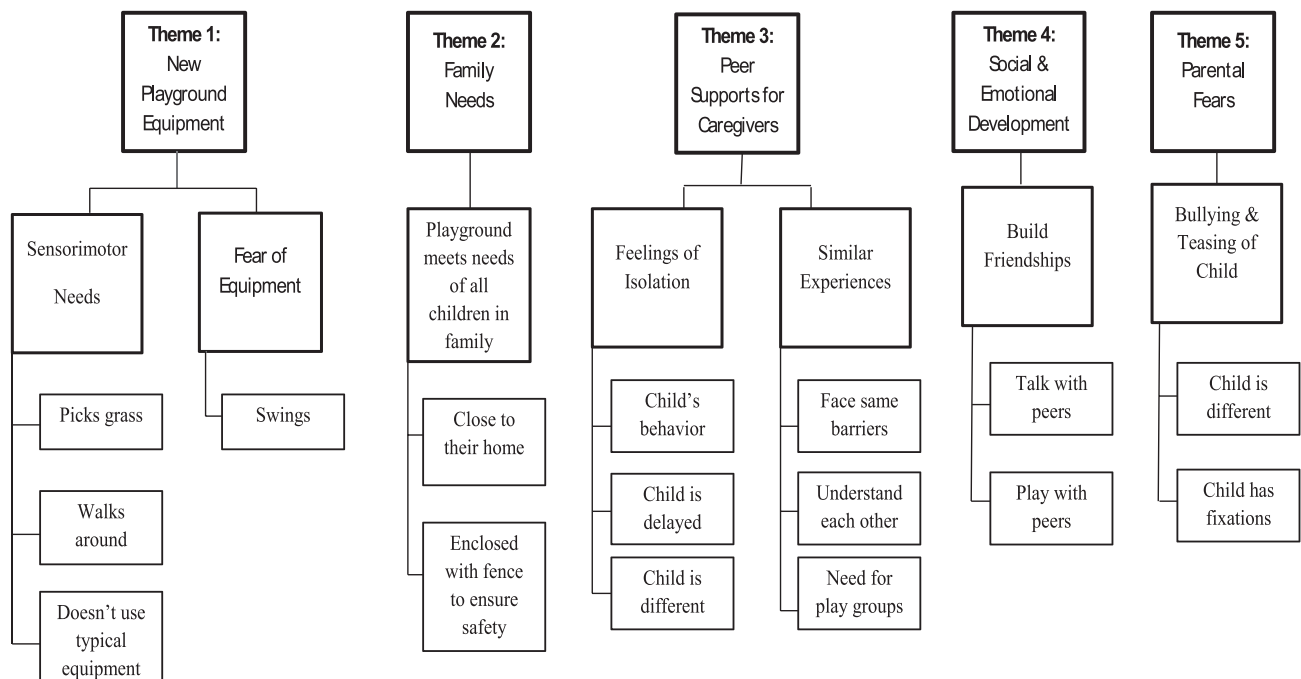 Theme 1:
New
Playground
Equipment
Sensorimotor
Needs
Picks grass
Walks
around
Doesn’t use
typical
equipment
Fear of
Equipment
Swings
Theme 2:
Family
Needs
Playground
meets needs
of all
children in
family
Close to
their home
Enclosed
with fence
to ensure
safety
Theme 3:
Peer
Supports for
Caregivers
Feelings of
Isolation
Child’s
behavior
Child is
delayed
Child is
different
Similar
Experiences
Face same
barriers
Understand
each other
Need for
play groups
Theme 4:
Social &
Emotional
Development
Build
Friendships
Talk with
peers
Play with
peers
Theme 5:
Parental
Fears
Bullying &
Teasing of
Child
Child is
different
Child has
fixations